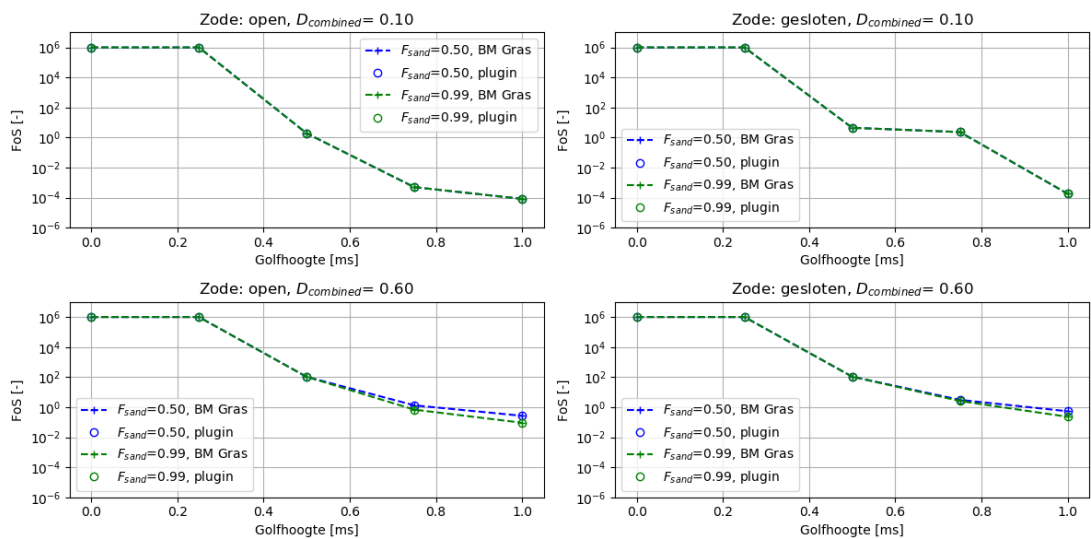 Zode: open, D_combined= 0.10
FoS [-]
10^6
10^4
10^2
10^0
10^-2
10^-4
10^-6
F_sand=0.50, BM Gras
F_sand=0.50, plugin
F_sand=0.99, BM Gras
F_sand=0.99, plugin
0.0 0.2 0.4 0.6 0.8 1.0
Golfhoogte [ms]
Zode: gesloten, D_combined= 0.10
FoS [-]
10^6
10^4
10^2
10^0
10^-2
10^-4
10^-6
F_sand=0.50, BM Gras
F_sand=0.50, plugin
F_sand=0.99, BM Gras
F_sand=0.99, plugin
0.0 0.2 0.4 0.6 0.8 1.0
Golfhoogte [ms]
Zode: open, D_combined= 0.60
FoS [-]
10^6
10^4
10^2
10^0
10^-2
10^-4
10^-6
F_sand=0.50, BM Gras
F_sand=0.50, plugin
F_sand=0.99, BM Gras
F_sand=0.99, plugin
0.0 0.2 0.4 0.6 0.8 1.0
Golfhoogte [ms]
Zode: gesloten, D_combined= 0.60
FoS [-]
10^6
10^4
10^2
10^0
10^-2
10^-4
10^-6
F_sand=0.50, BM Gras
F_sand=0.50, plugin
F_sand=0.99, BM Gras
F_sand=0.99, plugin
0.0 0.2 0.4 0.6 0.8 1.0
Golfhoogte [ms]